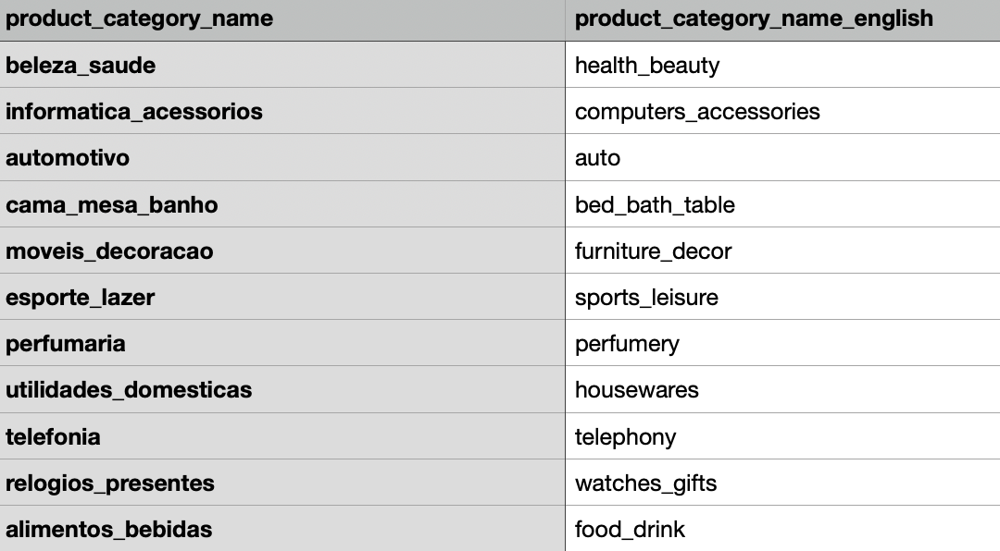 product_category_name product_category_name_english
beleza_saude health_beauty
informatica_acessorios computers_accessories
automotivo auto
cama_mesa_banho bed_bath_table
moveis_decoracao furniture_decor
esporte_lazer sports_leisure
perfumaria perfumery
utilidades_domesticas housewares
telefonia telephony
relogios_presentes watches_gifts
alimentos_bebidas food_drink